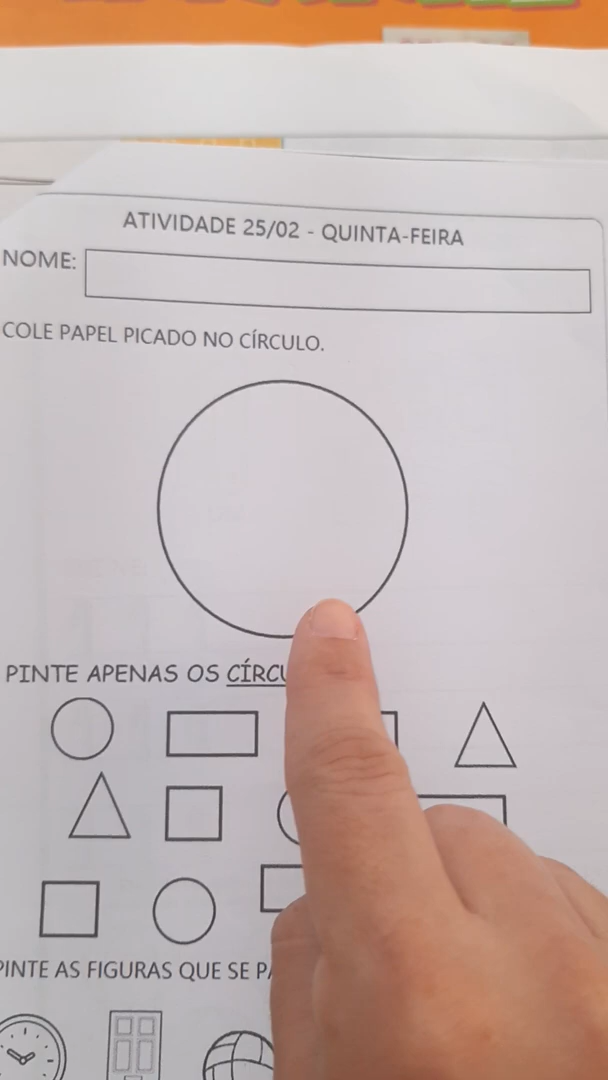 ATIVIDADE 25/02 - QUINTA-FEIRA
NOME:
COLE PAPEL PICADO NO CÍRCULO.
PINTE APENAS OS
PINTE AS FIGURAS QUE SE